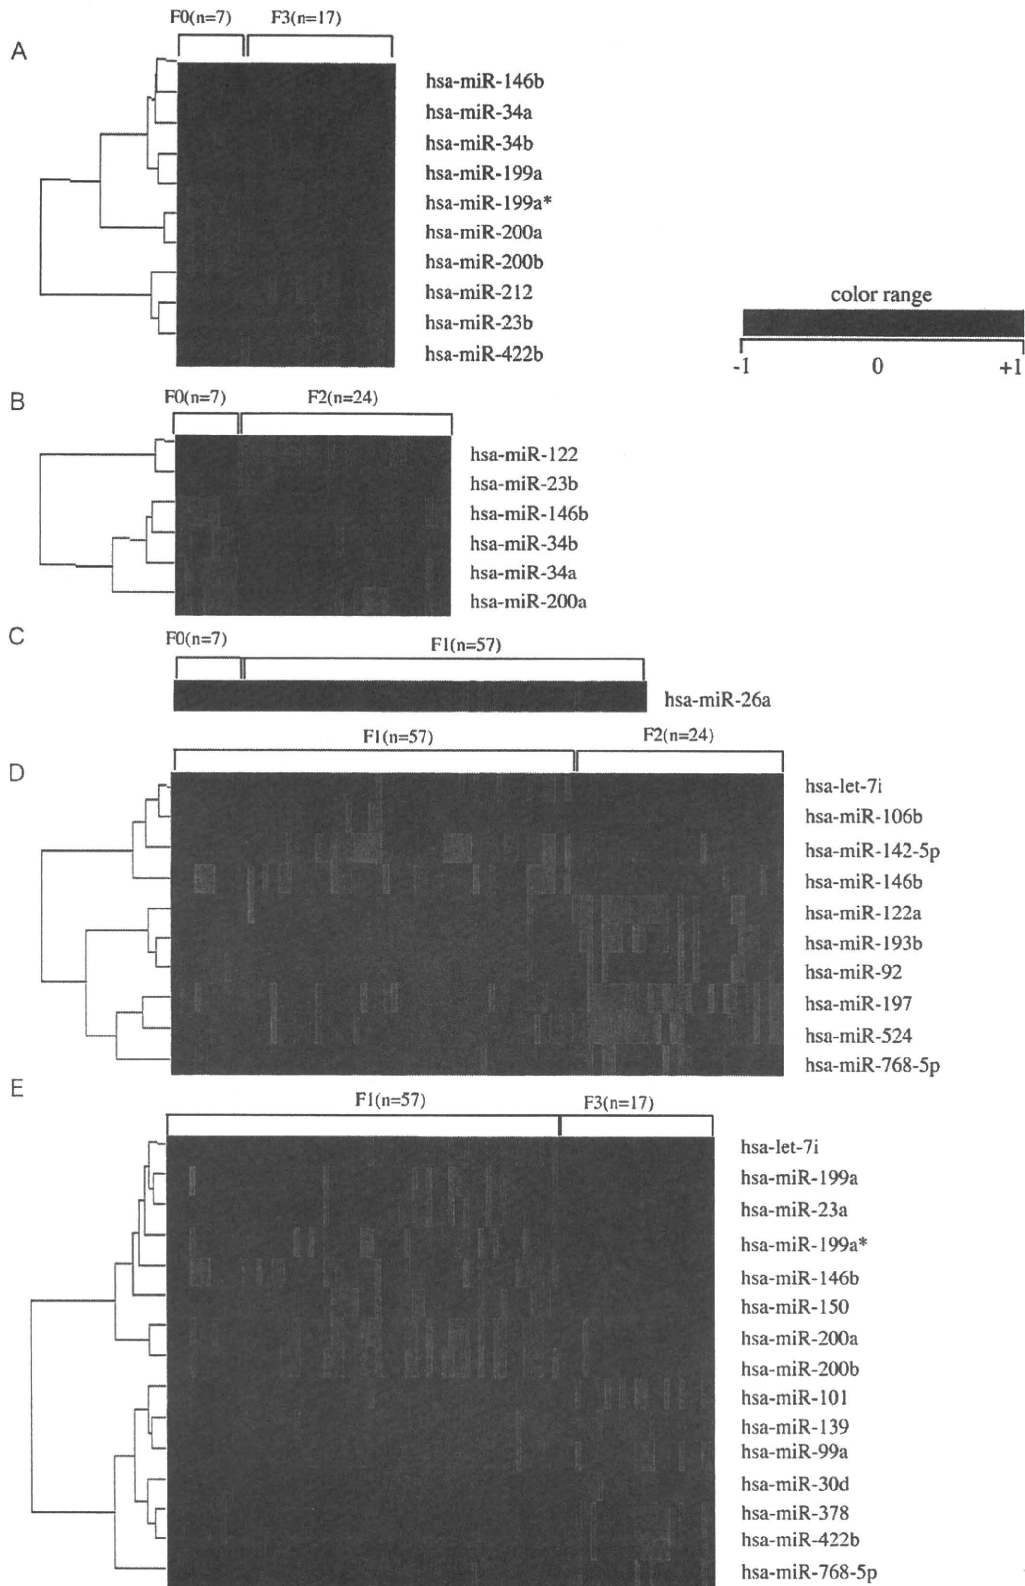 A
F0(n=7) F3(n=17)
hsa-miR-146b
hsa-miR-34a
hsa-miR-34b
hsa-miR-199a
hsa-miR-199a*
hsa-miR-200a
hsa-miR-200b
hsa-miR-212
hsa-miR-23b
hsa-miR-422b
color range
-1 0 +1
B
F0(n=7) F2(n=24)
hsa-miR-122
hsa-miR-23b
hsa-miR-146b
hsa-miR-34b
hsa-miR-34a
hsa-miR-200a
C
F0(n=7) F1(n=57)
hsa-miR-26a
D
F1(n=57) F2(n=24)
hsa-let-7i
hsa-miR-106b
hsa-miR-142-5p
hsa-miR-146b
hsa-miR-122a
hsa-miR-193b
hsa-miR-92
hsa-miR-197
hsa-miR-524
hsa-miR-768-5p
E
F1(n=57) F3(n=17)
hsa-let-7i
hsa-miR-199a
hsa-miR-23a
hsa-miR-199a*
hsa-miR-146b
hsa-miR-150
hsa-miR-200a
hsa-miR-200b
hsa-miR-101
hsa-miR-139
hsa-miR-99a
hsa-miR-30d
hsa-miR-378
hsa-miR-422b
hsa-miR-768-5p